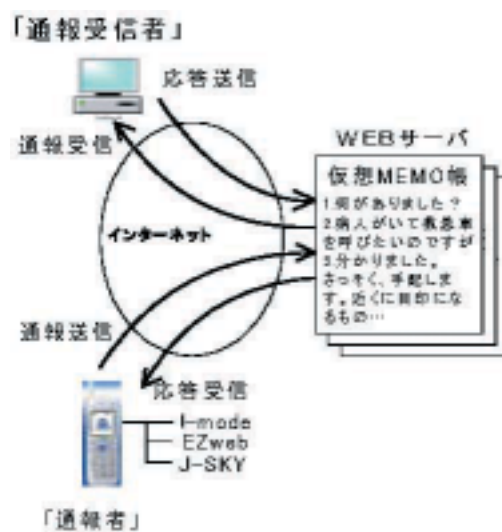 「通報受信者」
応答送信
通報受信
WEBサーバ
仮想MEMO帳
1.何がありました?
2.病人がいて救急車
を呼びたいのですが
3.分かりました。
さっそく、手配しま
す。近くに目印にな
るもの…
インターネット
通報送信
応答受信
I-mode
EZweb
J-SKY
「通報者」